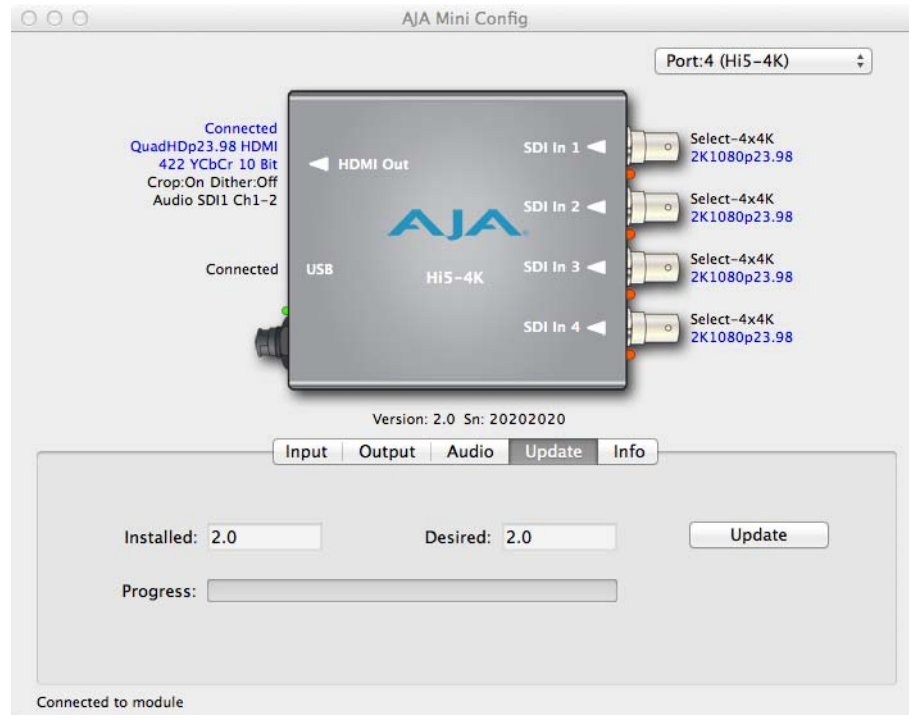 AJA Mini Config
Port:4 (Hi5-4K)
Connected
QuadHDp23.98 HDMI
422 YCbCr 10 Bit
Crop:On Dither:Off
Audio SDI1 Ch1-2
HDMI Out
SDI In 1
Select-4x4K
2K1080p23.98
SDI In 2
Select-4x4K
2K1080p23.98
AJA
Connected
USB
Hi5-4K
SDI In 3
Select-4x4K
2K1080p23.98
SDI In 4
Select-4x4K
2K1080p23.98
Version: 2.0 Sn: 20202020
Input Output Audio Update Info
Installed: 2.0 Desired: 2.0 Update
Progress:
Connected to module